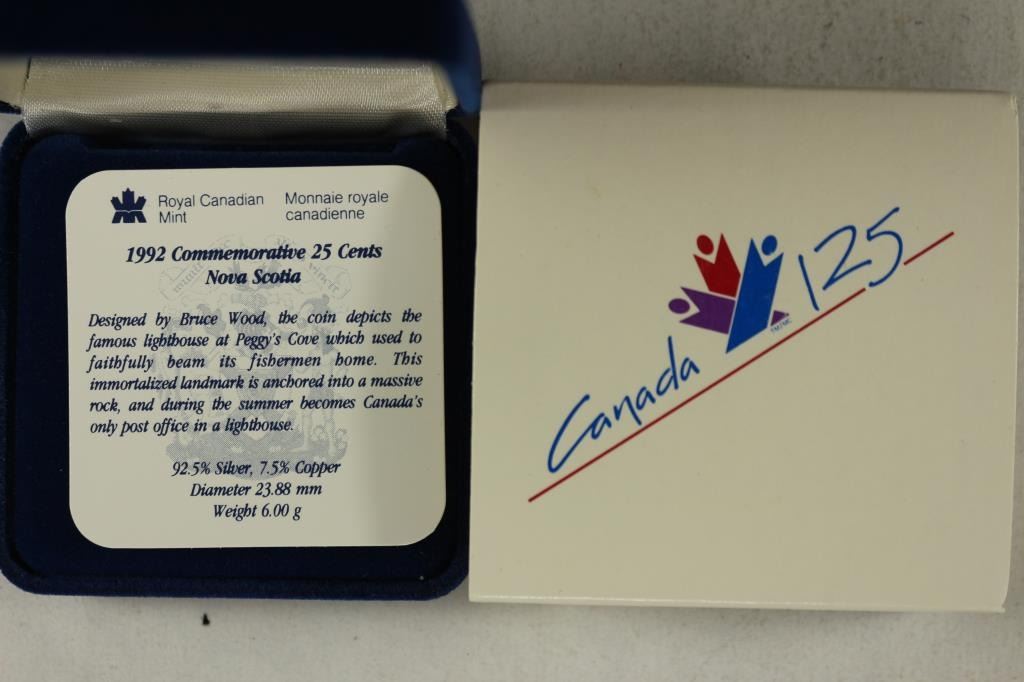 Royal Canadian Mint
Monnaie royale canadienne
1992 Commemorative 25 Cents
Nova Scotia
Designed by Bruce Wood, the coin depicts the
famous lighthouse at Peggy's Cove which used to
faithfully beam its fishermen home. This
immortalized landmark is anchored into a massive
rock, and during the summer becomes Canada's
only post office in a lighthouse.
92.5% Silver, 7.5% Copper
Diameter 23.88 mm
Weight 6.00 g
Canada 125
TM/MC